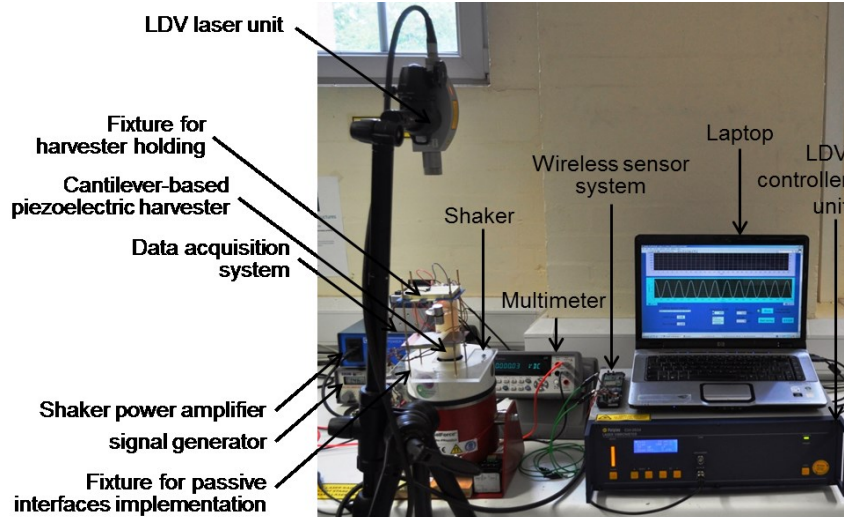 LDV laser unit
Fixture for
harvester holding
Cantilever-based
piezoelectric harvester
Data acquisition
system
Shaker power amplifier
signal generator
Fixture for passive
interfaces implementation
Shaker
Multimeter
Wireless sensor
system
Laptop
LDV
controller
unit